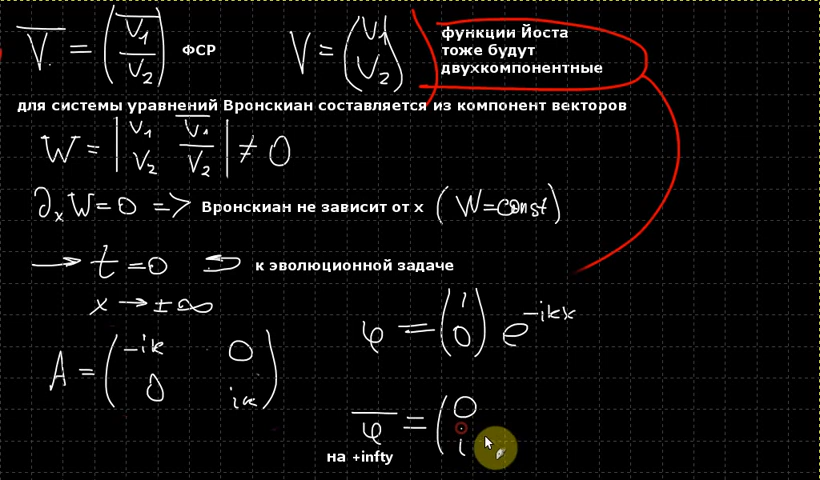 V̅ = (V̅₁ V̅₂) ФСР V = (V₁ V₂)
функции Йоста
тоже будут
двухкомпонентные
для системы уравнений Вронскиан составляется из компонент векторов
W = | V₁ V̅₁ |
| V₂ V̅₂ | ≠ 0
∂ₓW = 0 => Вронскиан не зависит от x (W = const)
→ t = 0 к эволюционной задаче
x → ±∞
φ = (1 0) e^{-ikx}
A = ( -ik 0
0 ik )
φ̅ = (0
на +infty